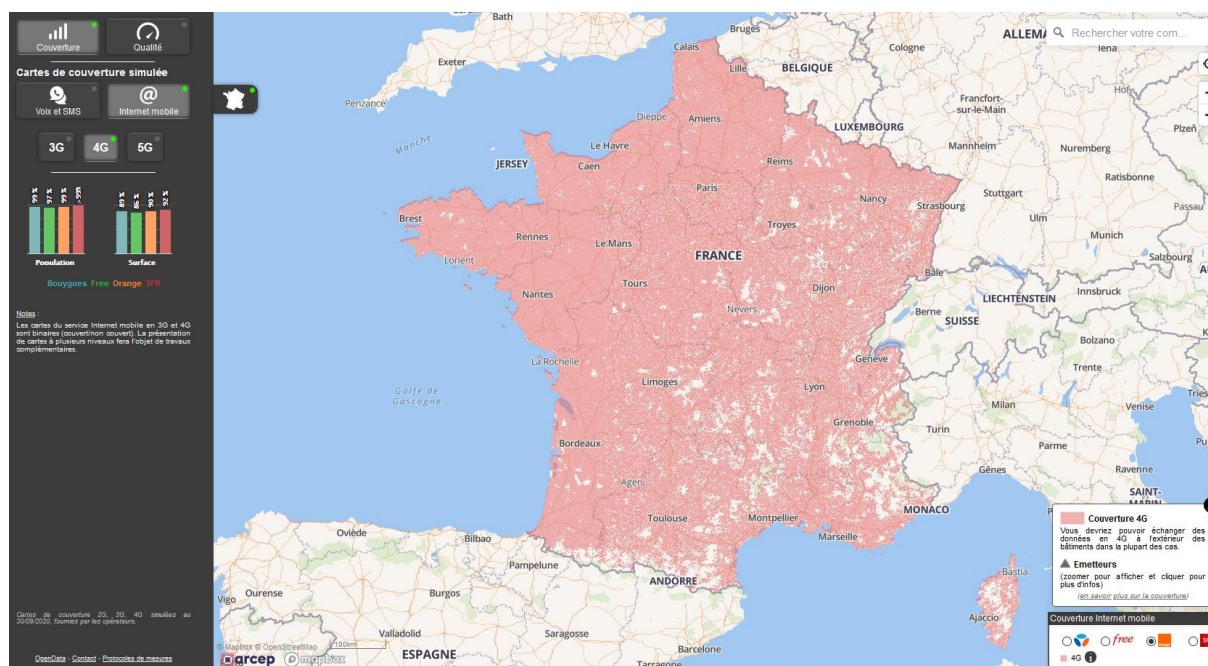 Couverture
Qualité
Cartes de couverture simulée
Voix et SMS
Internet mobile
3G
4G
5G
99 %
97 %
99 %
>99%
89 %
86 %
90 %
92 %
Population
Surface
Bouygues Free Orange SFR
Notes :
Les cartes du service Internet mobile en 3G et 4G
sont binaires (couvert/non couvert). La présentation
de cartes à plusieurs niveaux fera l'objet de travaux
complémentaires.
Cartes de couverture 2G, 3G, 4G simulées au
30/09/2020, fournies par les opérateurs.
OpenData - Contact - Protocoles de mesures
Rechercher votre com...
Bath
Bruges
Calais
Cologne
ALLEMA
Iena
Exeter
Lille
BELGIQUE
Hof
Penzance
Dieppe
Amiens
Francfort-
sur-le-Main
Manche
LUXEMBOURG
Plzeň
Le Havre
Mannheim
Nuremberg
JERSEY
Caen
Reims
Ratisbonne
Paris
Nancy
Stuttgart
Passau
Brest
Strasbourg
Ulm
Rennes
Troyes
Munich
Le Mans
FRANCE
Salzbourg
Lorient
Bâle
Tours
Dijon
Innsbruck
Nantes
LIECHTENSTEIN
Nevers
Berne
SUISSE
Bolzano
La Rochelle
Genève
Trente
Limoges
Lyon
Golfe de
Gascogne
Milan
Venise
Tries
Grenoble
Turin
Bordeaux
Parme
Gênes
Ravenne
Agen
SAINT-
MARIN
Toulouse
Montpellier
MONACO
Marseille
Oviède
Bilbao
Pampelune
ANDORRE
Bastia
Vigo
Ourense
Burgos
Ajaccio
Valladolid
Saragosse
Barcelone
ESPAGNE
Tarragone
100km
© Mapbox © OpenStreetMap
arcep
mapbox
Couverture 4G
Vous devriez pouvoir échanger des
données en 4G à l'extérieur des
bâtiments dans la plupart des cas.
Emetteurs
(zoomer pour afficher et cliquer pour
plus d'infos)
(en savoir plus sur la couverture)
Couverture Internet mobile
free
4G